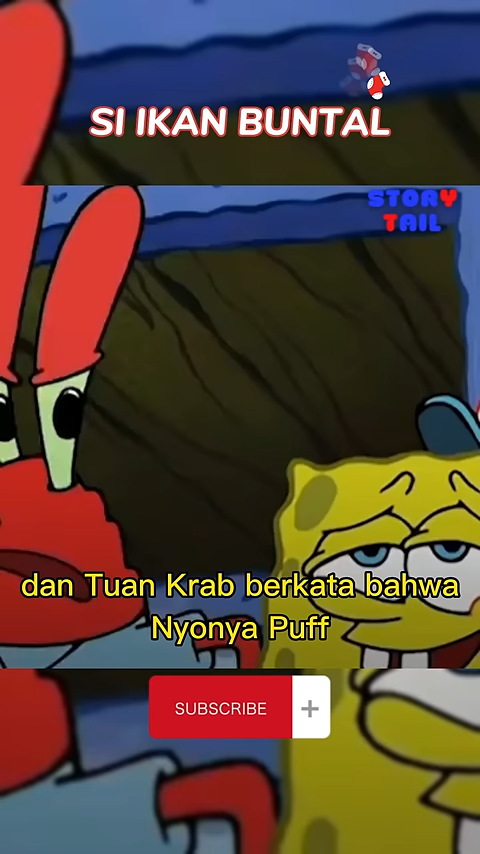 SI IKAN BUNTAL
STORY
TAIL
dan Tuan Krab berkata bahwa
Nyonya Puff
SUBSCRIBE +